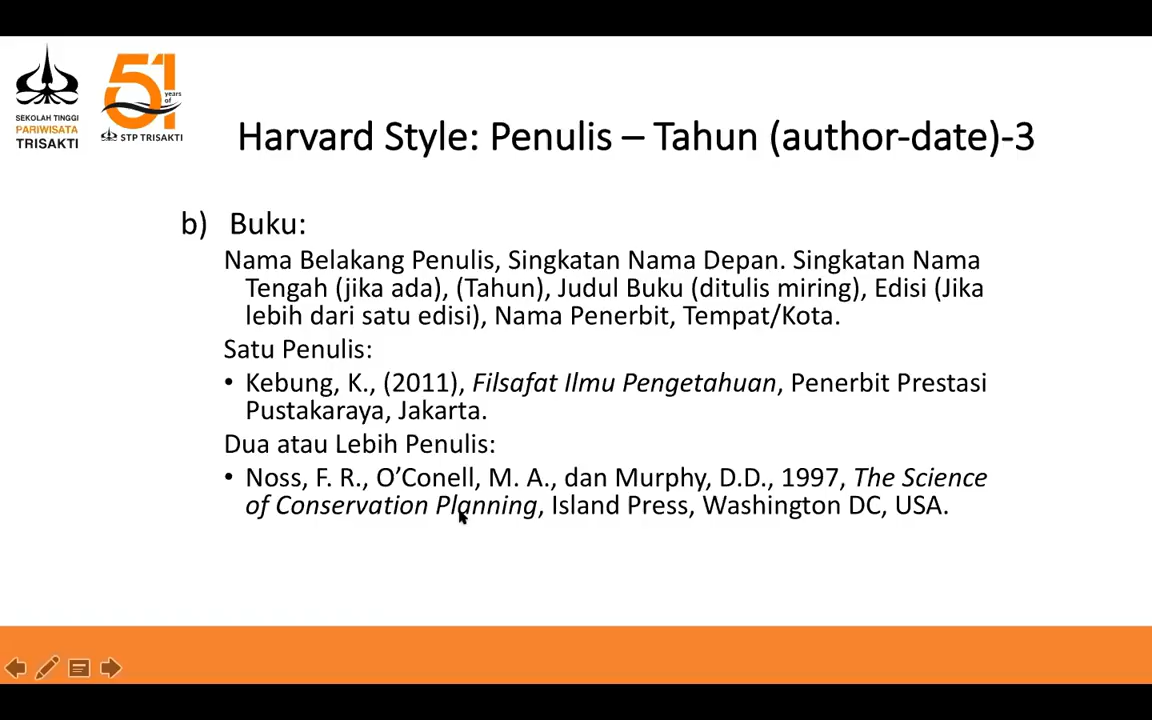 SEKOLAH TINGGI
PARIWISATA
TRISAKTI
51
years
of
STP TRISAKTI
Harvard Style: Penulis – Tahun (author-date)-3
b) Buku:
Nama Belakang Penulis, Singkatan Nama Depan. Singkatan Nama
Tengah (jika ada), (Tahun), Judul Buku (ditulis miring), Edisi (Jika
lebih dari satu edisi), Nama Penerbit, Tempat/Kota.
Satu Penulis:
• Kebung, K., (2011), Filsafat Ilmu Pengetahuan, Penerbit Prestasi
Pustakaraya, Jakarta.
Dua atau Lebih Penulis:
• Noss, F. R., O’Conell, M. A., dan Murphy, D.D., 1997, The Science
of Conservation Planning, Island Press, Washington DC, USA.